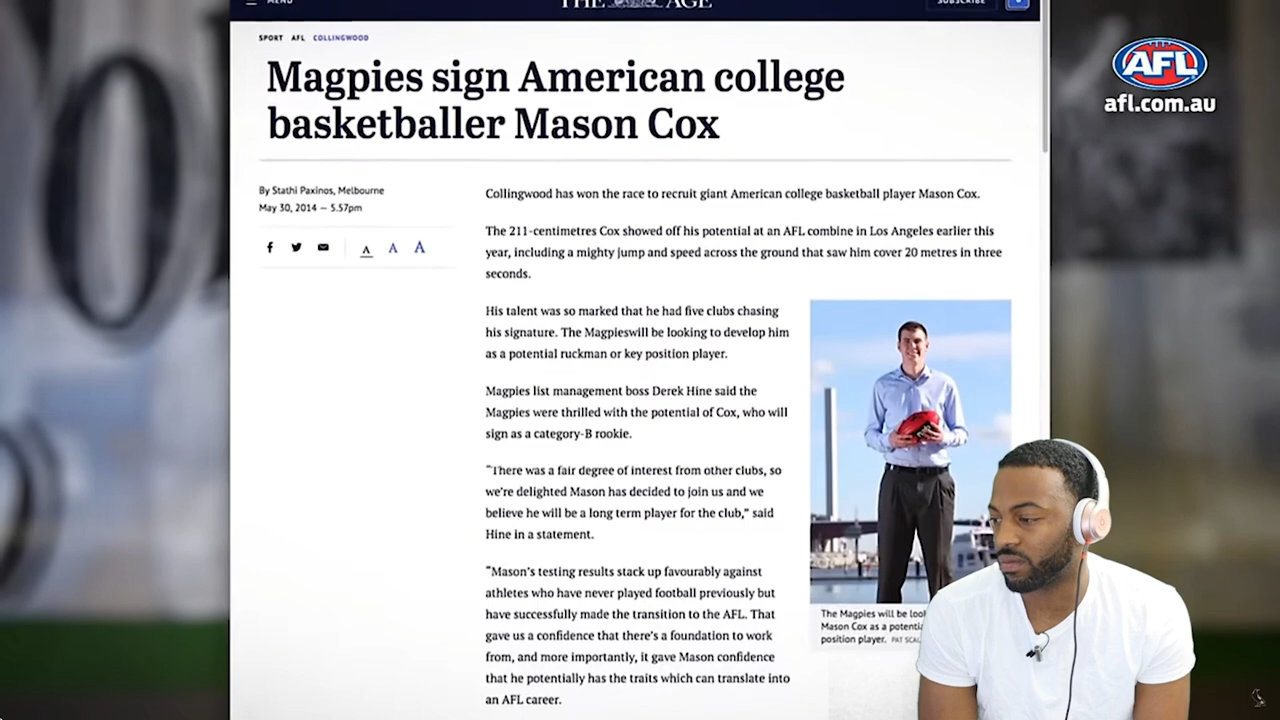 MENU
THE AGE
SUBSCRIBE
SPORT AFL COLLINGWOOD
AFL
afl.com.au
Magpies sign American college
basketballer Mason Cox
By Stathi Paxinos, Melbourne
May 30, 2014 — 5.57pm
A A A
Collingwood has won the race to recruit giant American college basketball player Mason Cox.
The 211-centimetres Cox showed off his potential at an AFL combine in Los Angeles earlier this
year, including a mighty jump and speed across the ground that saw him cover 20 metres in three
seconds.
His talent was so marked that he had five clubs chasing
his signature. The Magpieswill be looking to develop him
as a potential ruckman or key position player.
Magpies list management boss Derek Hine said the
Magpies were thrilled with the potential of Cox, who will
sign as a category-B rookie.
“There was a fair degree of interest from other clubs, so
we’re delighted Mason has decided to join us and we
believe he will be a long term player for the club,” said
Hine in a statement.
“Mason’s testing results stack up favourably against
athletes who have never played football previously but
have successfully made the transition to the AFL. That
gave us a confidence that there’s a foundation to work
from, and more importantly, it gave Mason confidence
that he potentially has the traits which can translate into
an AFL career.
The Magpies will be
Mason Cox as a
position player. PAT